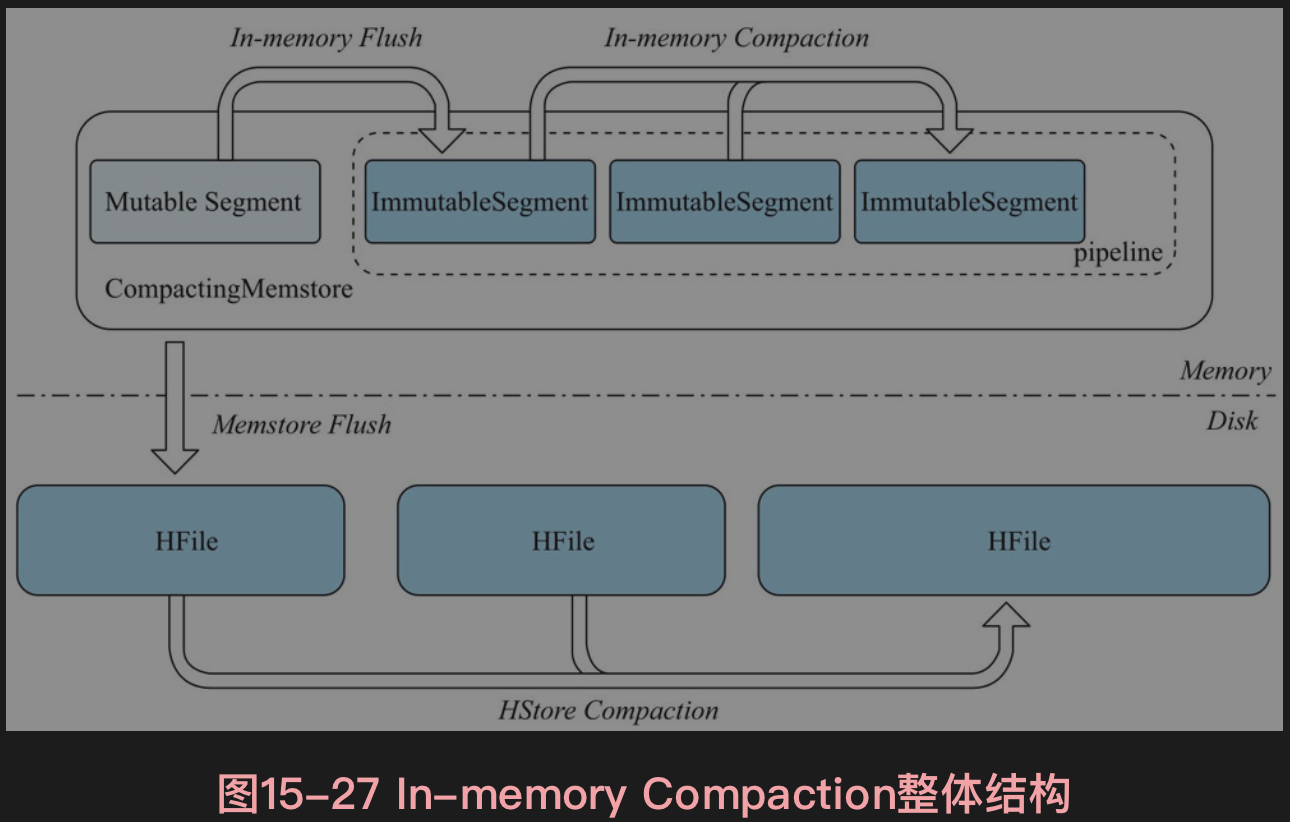 In-memory Flush
In-memory Compaction
Mutable Segment
ImmutableSegment
ImmutableSegment
ImmutableSegment
pipeline
CompactingMemstore
Memory
Memstore Flush
Disk
HFile
HFile
HFile
HStore Compaction
图15-27 In-memory Compaction整体结构